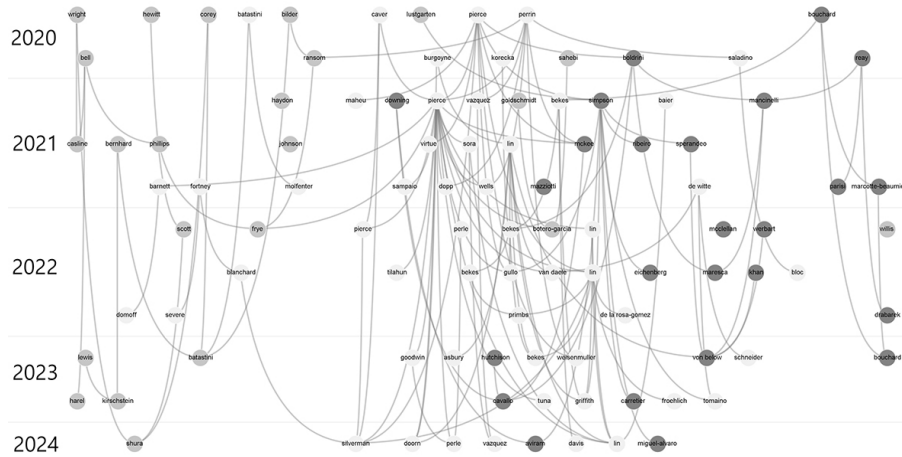 wright hewitt corey batastini bilder caver lustgarten pierce perrin bouchard
2020
bell ransom burgoyne korecka sahebi boldrini saladino reay
haydon maheu downing pierce vazquez goldschmidt bekes simpson baier mancinelli
2021
casline bernhard phillips johnson virtue sora lin mckee ribeiro sperandeo
barnett fortney molfenter sampaio dopp wells mazziotti de witte parisi marcotte-beaumier
scott frye pierce perle bekes botero-garcia lin mcclellan werbart willis
2022
blanchard tilahun bekes gullo van daele lin eichenberg maresca khan bloc
domoff severe primbs de la rosa-gomez drabarek
lewis batastini goodwin asbury hutchison bekes weisenmuller von below schneider bouchard
2023
harel kirschstein cavallo tuna griffith carretier froehlich tomaino
2024
shura silverman doorn perle vazquez aviram davis lin miguel-alvaro